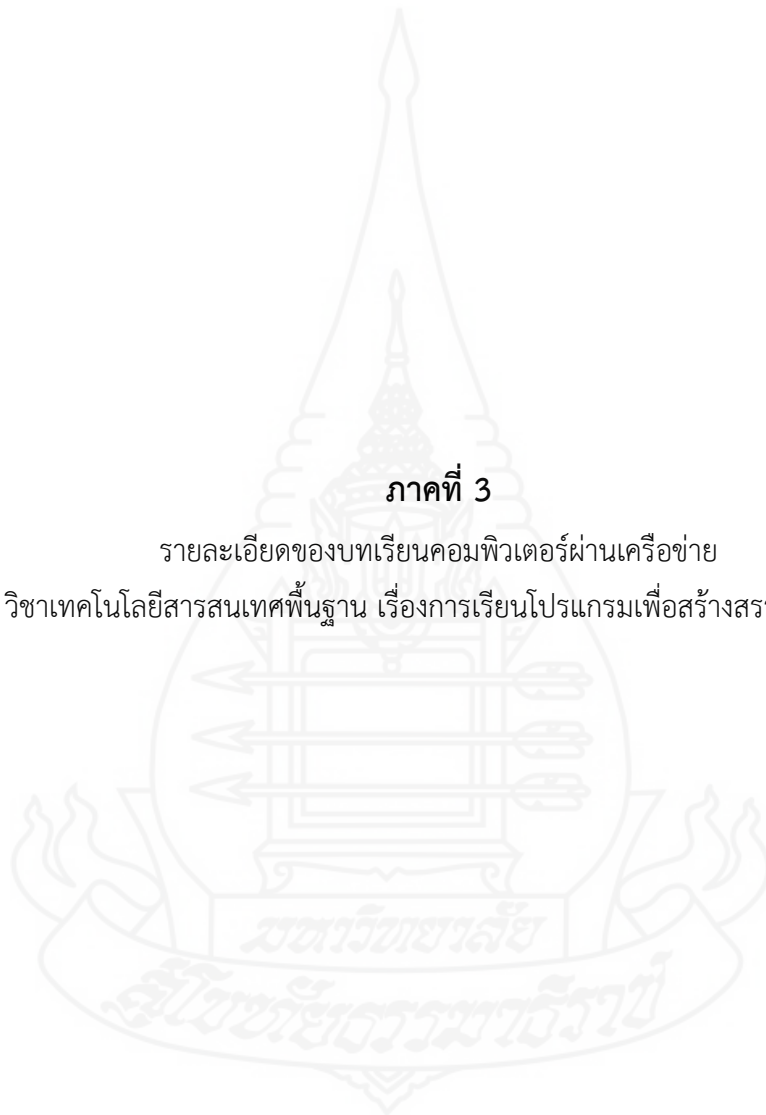 ภาคที่ 3
รายละเอียดของบทเรียนคอมพิวเตอร์ผ่านเครือข่าย
วิชาเทคโนโลยีสารสนเทศพื้นฐาน เรื่องการเรียนโปรแกรมเพื่อสร้างสรร
มหาวิทยาลัย
สุโขทัยธรรมาธิราช